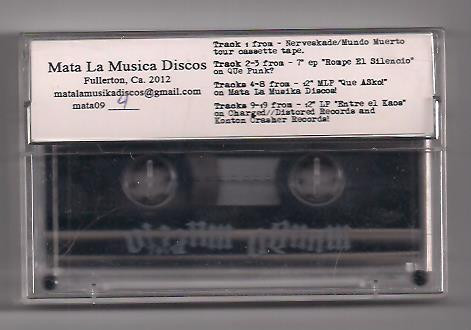 Mata La Musica Discos
Fullerton, Ca. 2012
matalamusikadiscos@gmail.com
mata09 4
Track 1 from - Nerveskade/Mundo Muerto
tour cassette tape.
Track 2-3 from - 7" ep "Rompe El Silencio"
on QUe Punk?
Tracks 4-8 from - 12" MLP "Que ASko!"
on Mata La Musika Discos!
Tracks 9-19 from - 12" LP "Entre el Kaos"
on Charged//Distored Records and
Konton Crasher Records!